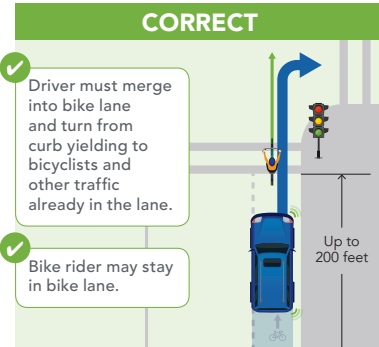 CORRECT
Driver must merge
into bike lane
and turn from
curb yielding to
bicyclists and
other traffic
already in the lane.
Bike rider may stay
in bike lane.
Up to
200 feet